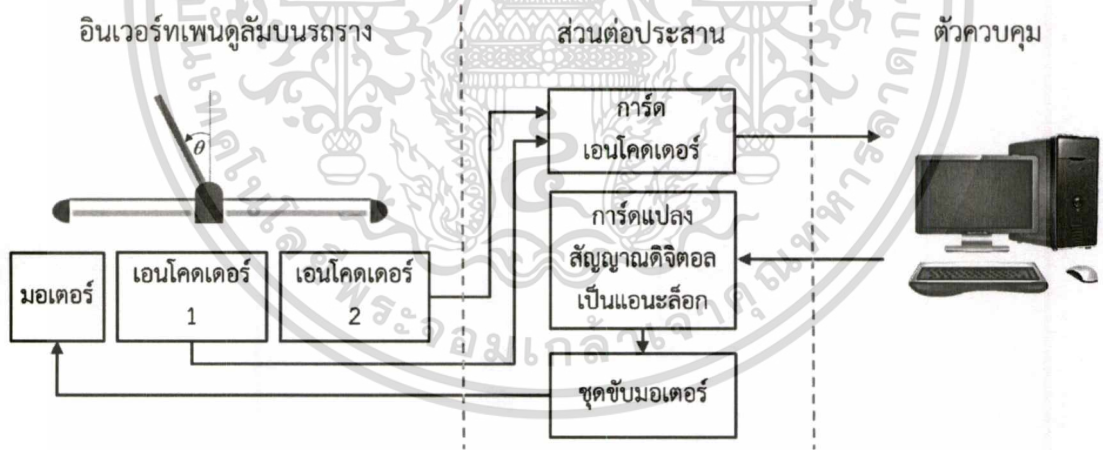 อินเวอร์ทเพนดูลัมบนรถราง
ส่วนต่อประสาน
ตัวควบคุม
θ
การ์ด
เอนโคดเดอร์
การ์ดแปลง
สัญญาณดิจิตอล
เป็นแอนะล็อก
มอเตอร์
เอนโคดเดอร์
1
เอนโคดเดอร์
2
ชุดขับมอเตอร์